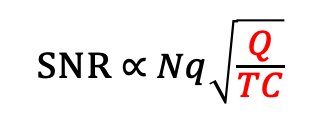 SNR ∝ Nq√(Q/TC)